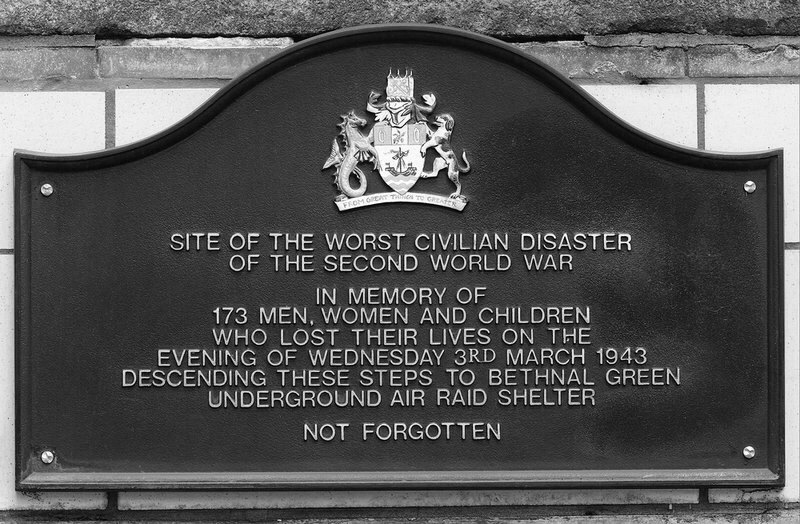 FROM GREAT THINGS TO GREATER
SITE OF THE WORST CIVILIAN DISASTER
OF THE SECOND WORLD WAR
IN MEMORY OF
173 MEN, WOMEN AND CHILDREN
WHO LOST THEIR LIVES ON THE
EVENING OF WEDNESDAY 3RD MARCH 1943
DESCENDING THESE STEPS TO BETHNAL GREEN
UNDERGROUND AIR RAID SHELTER
NOT FORGOTTEN